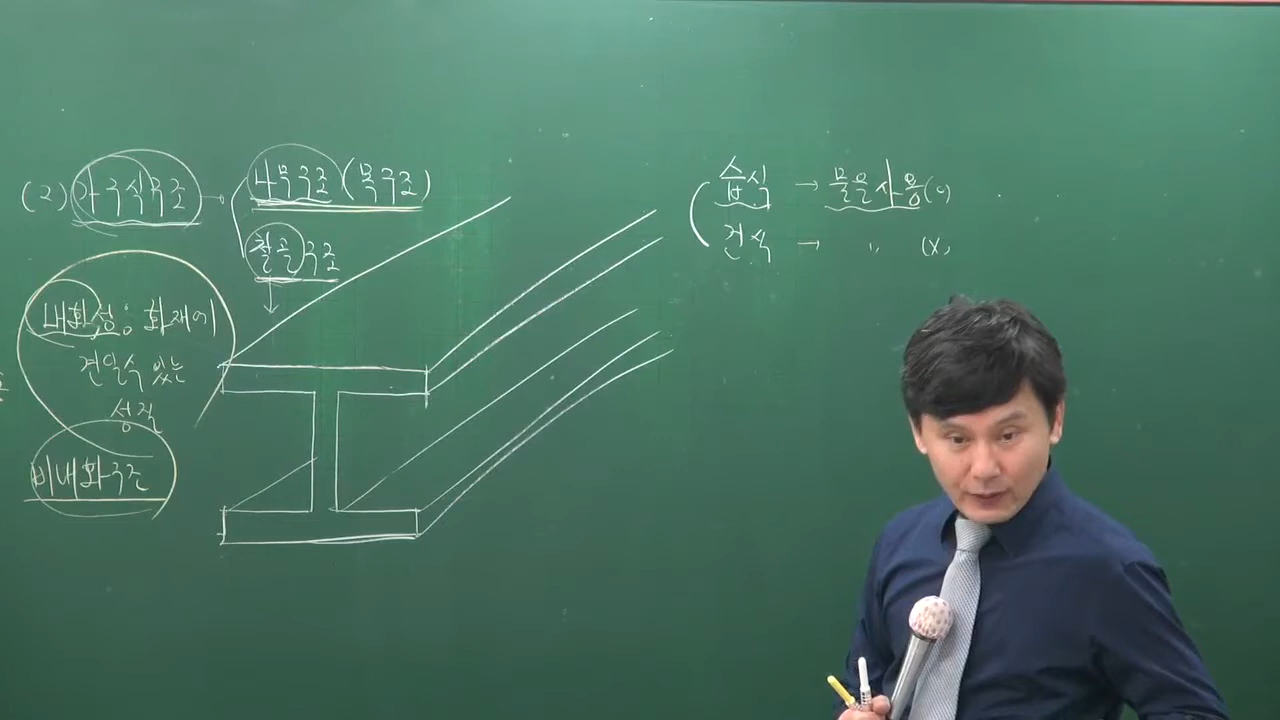 (2) 가구식구조 → 나무구조(목구조)
철골구조
내화성: 화재에
견딜수 있는
성질
비내화구조
습식 → 물을사용(O)
건식 → 〃 (X)